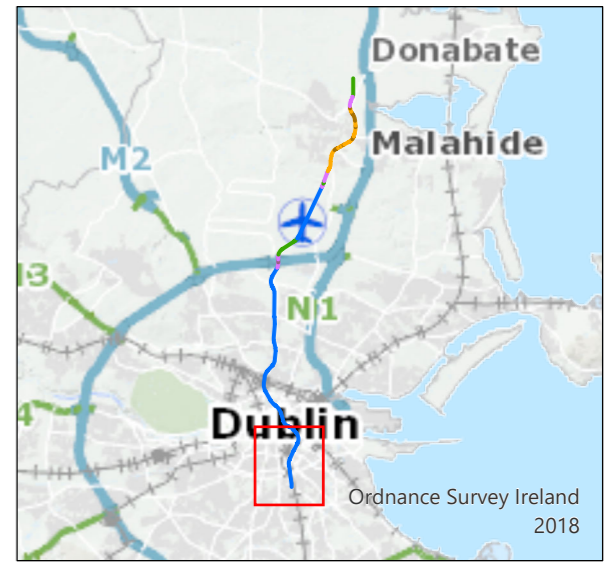 Donabate
Malahide
M2
N1
Dublin
Ordnance Survey Ireland
2018